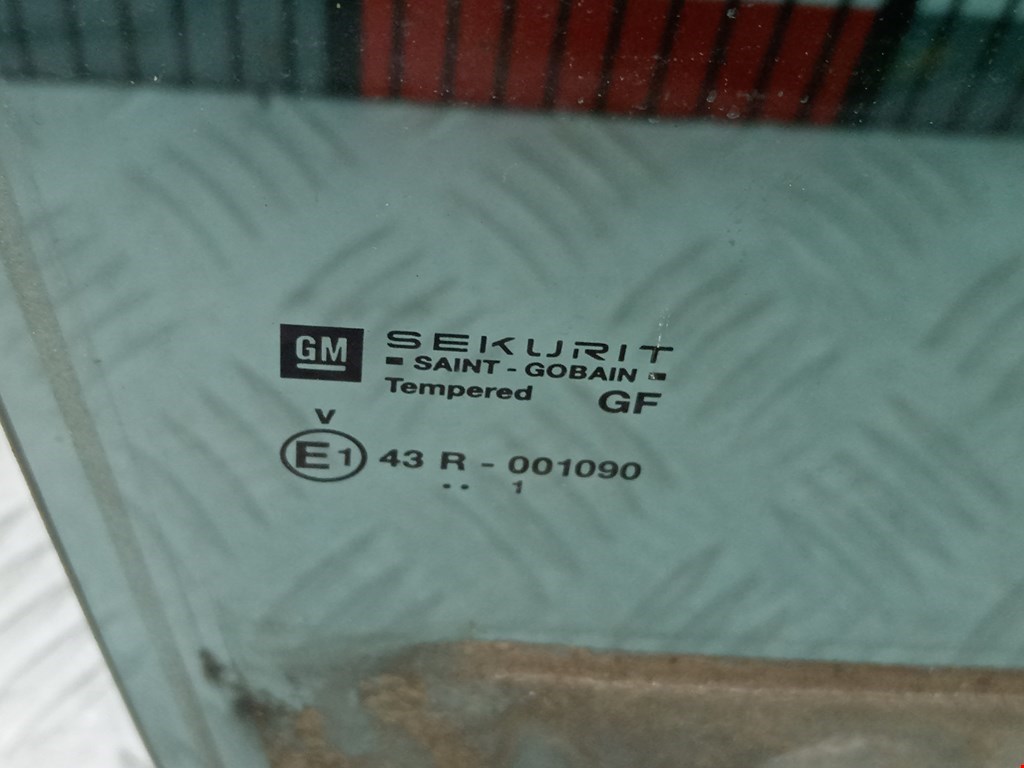 GM
SEKURIT
SAINT - GOBAIN
Tempered GF
V
E1 43 R - 001090
.. 1